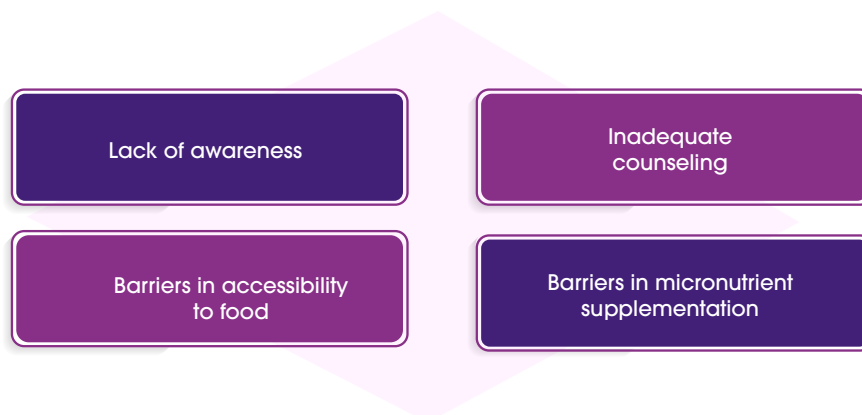 Lack of awareness
Inadequate
counseling
Barriers in accessibility
to food
Barriers in micronutrient
supplementation